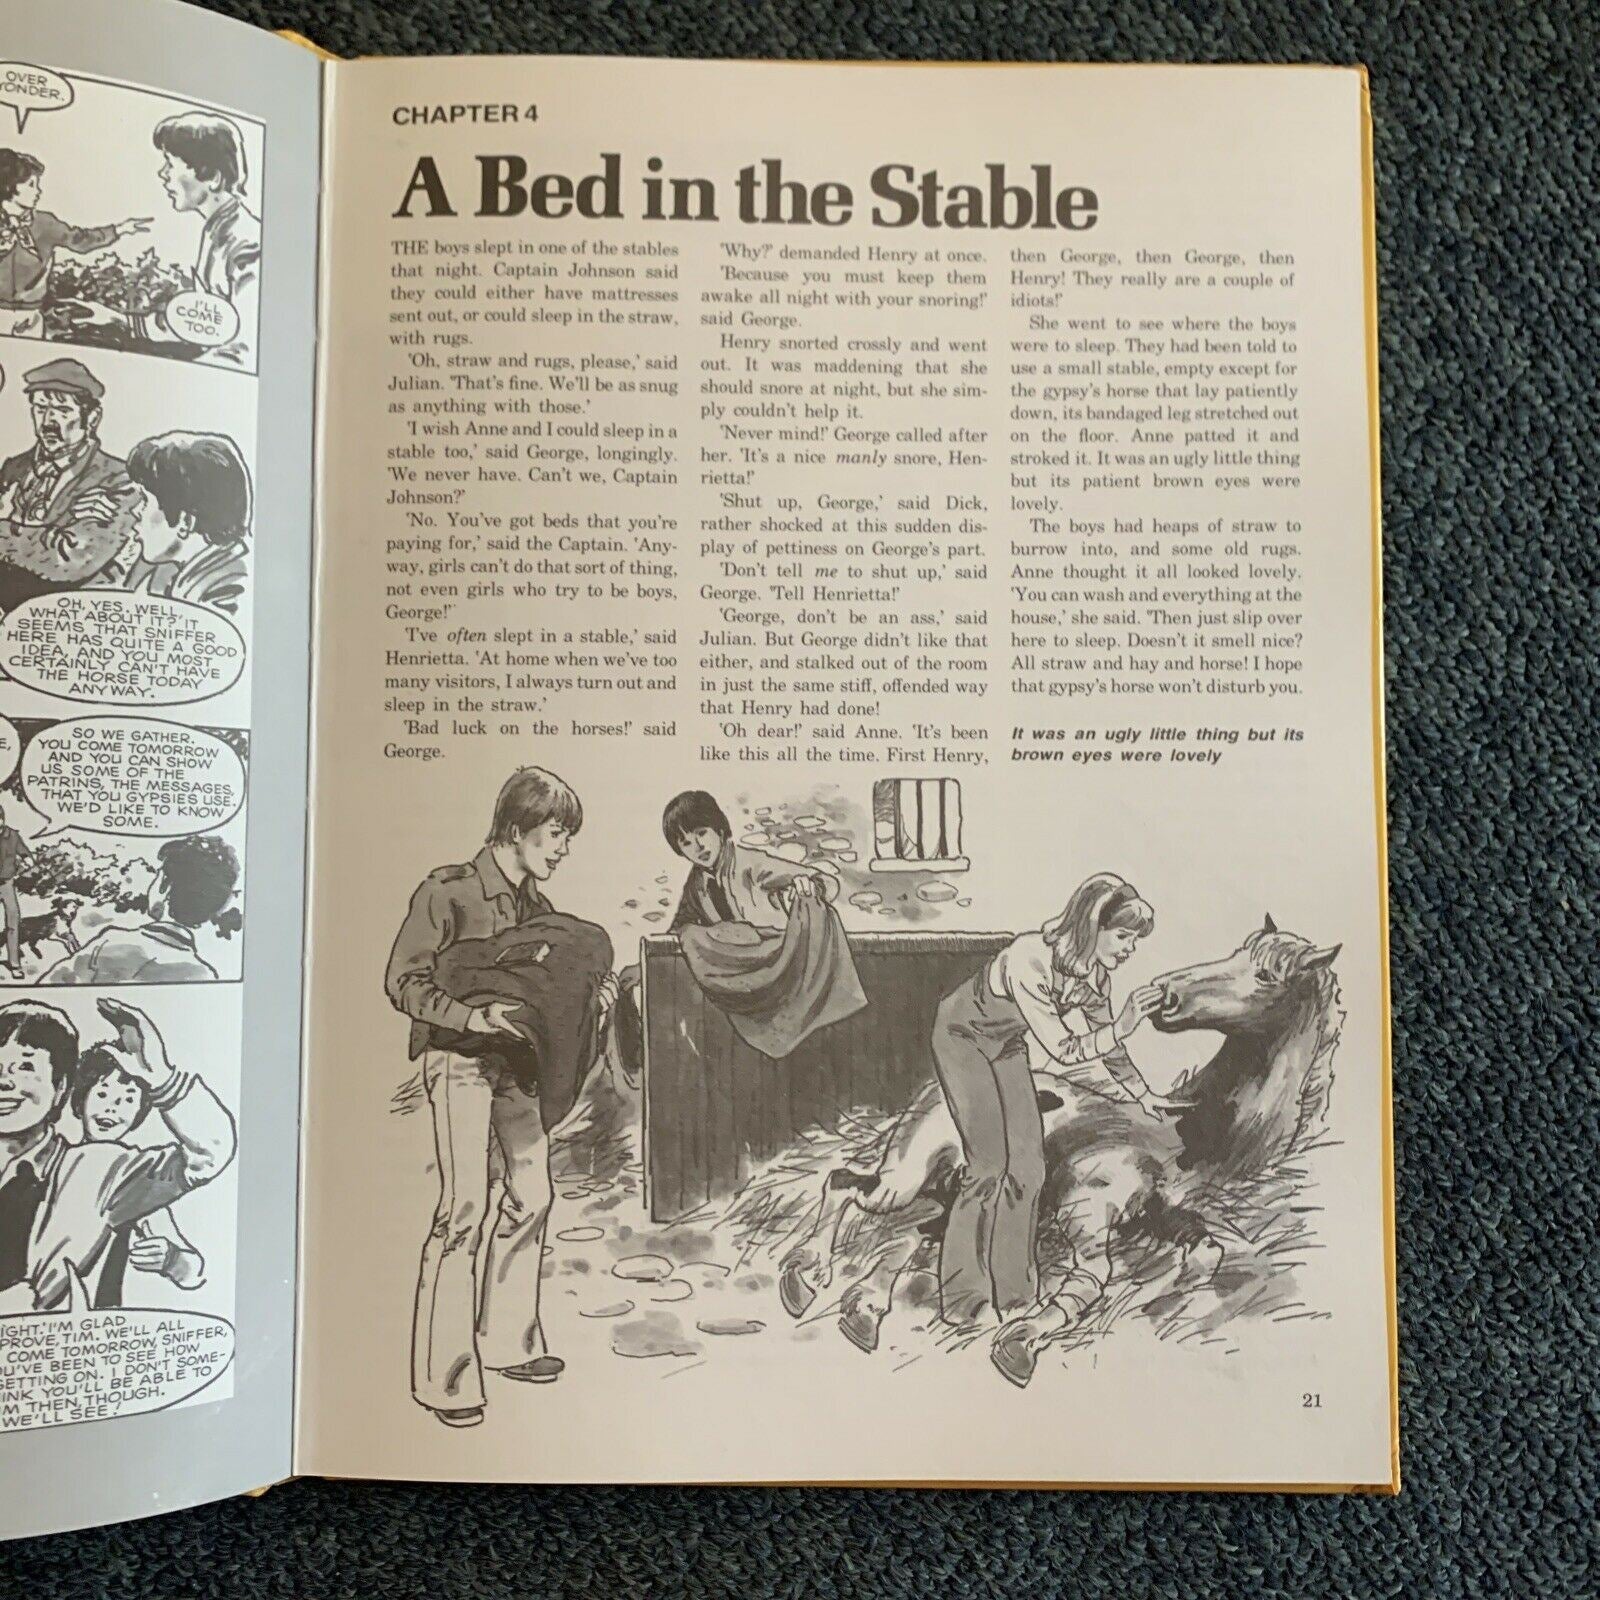 OVER
YONDER.
I'LL
COME
TOO.
OH, YES. WELL,
WHAT ABOUT IT? IT
SEEMS THAT SNIFFER
HERE HAS QUITE A GOOD
IDEA, AND YOU MOST
CERTAINLY CAN'T HAVE
THE HORSE TODAY
ANYWAY.
SO WE GATHER.
YOU COME TOMORROW
AND YOU CAN SHOW
US SOME OF THE
PATRINS, THE MESSAGES,
THAT YOU GYPSIES USE.
WE'D LIKE TO KNOW
SOME.
I'M GLAD
TIM. WE'LL ALL
COME TOMORROW, SNIFFER,
BEEN TO SEE HOW
GETTING ON. I DON'T SOME-
YOU'LL BE ABLE TO
THEN, THOUGH.
WE'LL SEE!
CHAPTER 4
A Bed in the Stable
THE boys slept in one of the stables
that night. Captain Johnson said
they could either have mattresses
sent out, or could sleep in the straw,
with rugs.
'Oh, straw and rugs, please,' said
Julian. 'That's fine. We'll be as snug
as anything with those.'
'I wish Anne and I could sleep in a
stable too,' said George, longingly.
'We never have. Can't we, Captain
Johnson?'
'No. You've got beds that you're
paying for,' said the Captain. 'Any-
way, girls can't do that sort of thing,
not even girls who try to be boys,
George!'
'I've often slept in a stable,' said
Henrietta. 'At home when we've too
many visitors, I always turn out and
sleep in the straw.'
'Bad luck on the horses!' said
George.
'Why?' demanded Henry at once.
'Because you must keep them
awake all night with your snoring!'
said George.
Henry snorted crossly and went
out. It was maddening that she
should snore at night, but she sim-
ply couldn't help it.
'Never mind!' George called after
her. 'It's a nice manly snore, Hen-
rietta!'
'Shut up, George,' said Dick,
rather shocked at this sudden dis-
play of pettiness on George's part.
'Don't tell me to shut up,' said
George. 'Tell Henrietta!'
'George, don't be an ass,' said
Julian. But George didn't like that
either, and stalked out of the room
in just the same stiff, offended way
that Henry had done!
'Oh dear!' said Anne. 'It's been
like this all the time. First Henry,
then George, then George, then
Henry! They really are a couple of
idiots!'
She went to see where the boys
were to sleep. They had been told to
use a small stable, empty except for
the gypsy's horse that lay patiently
down, its bandaged leg stretched out
on the floor. Anne patted it and
stroked it. It was an ugly little thing
but its patient brown eyes were
lovely.
The boys had heaps of straw to
burrow into, and some old rugs.
Anne thought it all looked lovely.
'You can wash and everything at the
house,' she said. 'Then just slip over
here to sleep. Doesn't it smell nice?
All straw and hay and horse! I hope
that gypsy's horse won't disturb you.
It was an ugly little thing but its
brown eyes were lovely
21